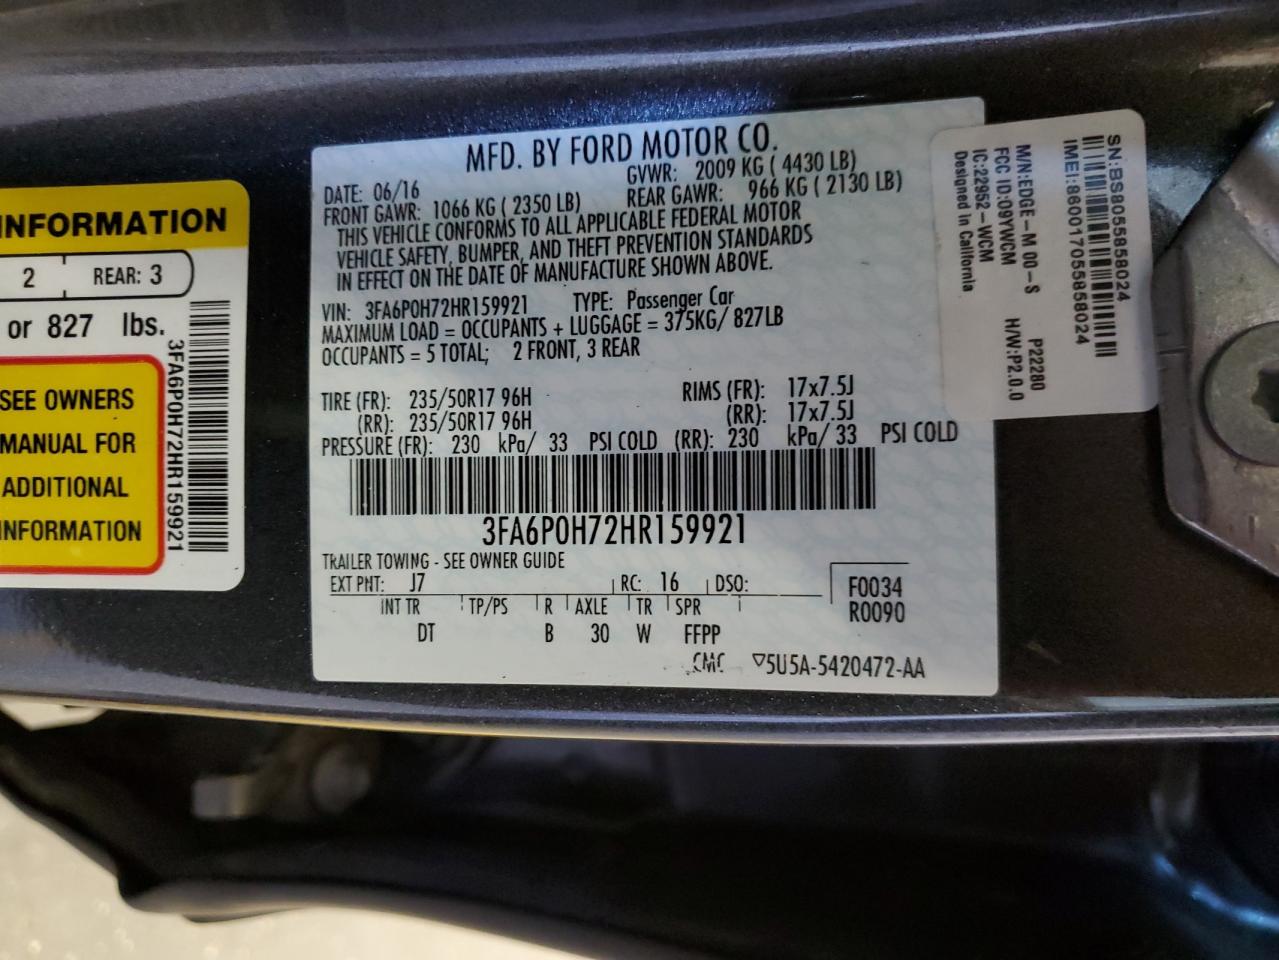 INFORMATION
2 REAR: 3
or 827 lbs.
SEE OWNERS
MANUAL FOR
ADDITIONAL
INFORMATION
3FA6P0H72HR159921
MFD. BY FORD MOTOR CO.
DATE: 06/16 GVWR: 2009 KG ( 4430 LB)
FRONT GAWR: 1066 KG ( 2350 LB) REAR GAWR: 966 KG ( 2130 LB)
THIS VEHICLE CONFORMS TO ALL APPLICABLE FEDERAL MOTOR
VEHICLE SAFETY, BUMPER, AND THEFT PREVENTION STANDARDS
IN EFFECT ON THE DATE OF MANUFACTURE SHOWN ABOVE.
VIN: 3FA6P0H72HR159921 TYPE: Passenger Car
MAXIMUM LOAD = OCCUPANTS + LUGGAGE = 375KG/ 827LB
OCCUPANTS = 5 TOTAL; 2 FRONT, 3 REAR
TIRE (FR): 235/50R17 96H RIMS (FR): 17x7.5J
(RR): 235/50R17 96H (RR): 17x7.5J
PRESSURE (FR): 230 kPa/ 33 PSI COLD (RR): 230 kPa/ 33 PSI COLD
3FA6P0H72HR159921
TRAILER TOWING - SEE OWNER GUIDE
EXT PNT: J7 RC: 16 DSO: F0034
INT TR TP/PS R AXLE TR SPR R0090
DT B 30 W FFPP
CMC ▽5U5A-5420472-AA
SN:BS8055858024
IMEI:860017055858024
M/N:EDGE-M 00-S P22280
FCC ID:O9YWCM H/W:P2.0.0
IC:22952-WCM
Designed in California